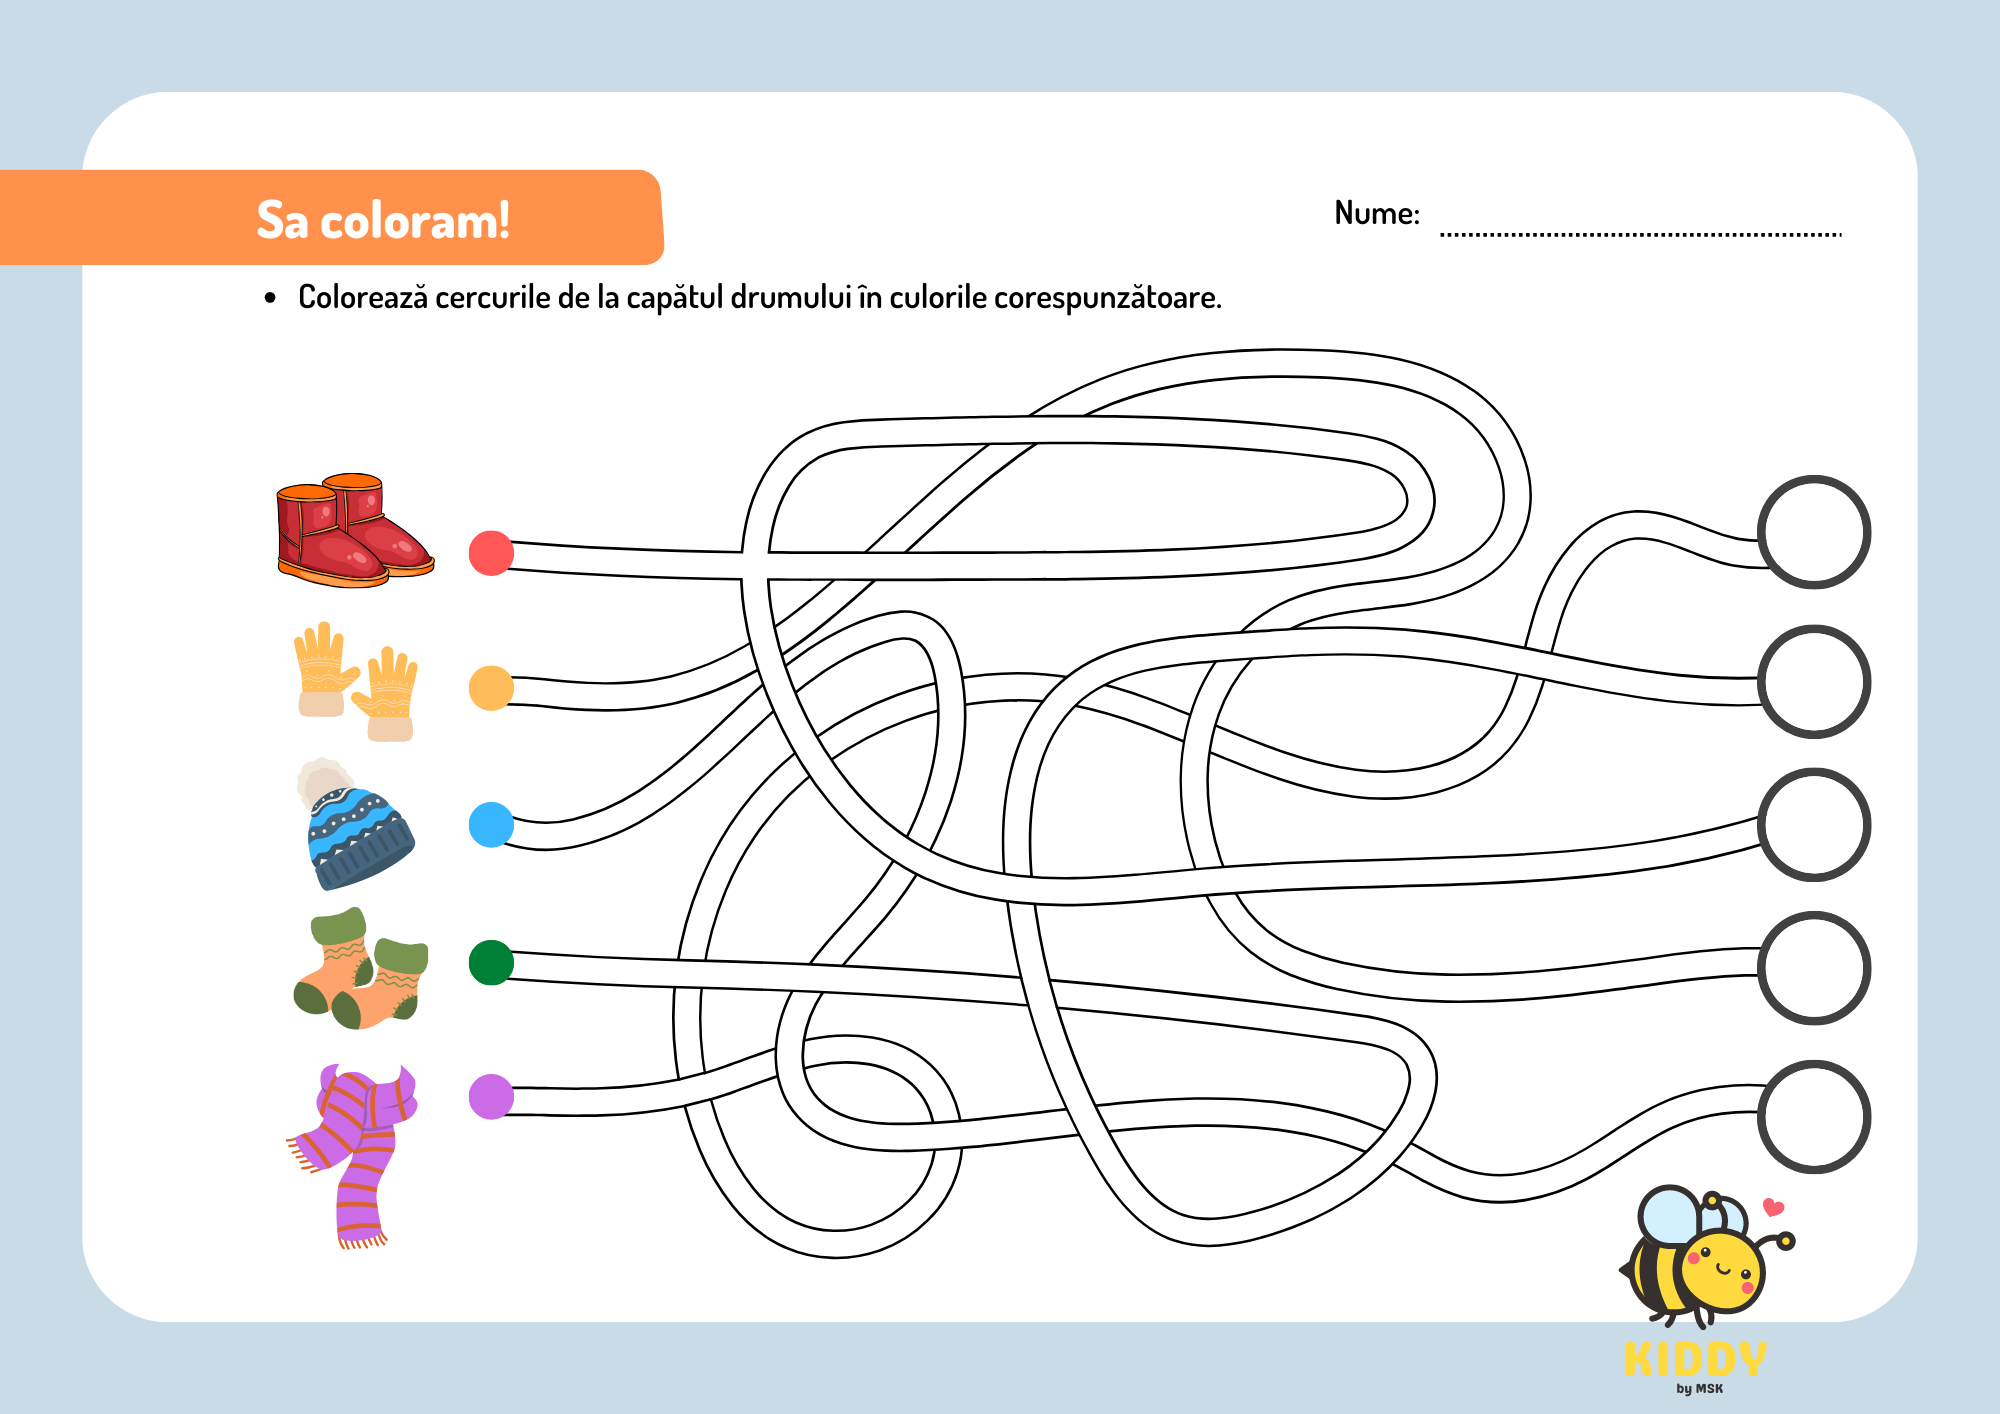 Sa coloram!
Nume:
• Colorează cercurile de la capătul drumului în culorile corespunzătoare.
KIDDY
by MSK